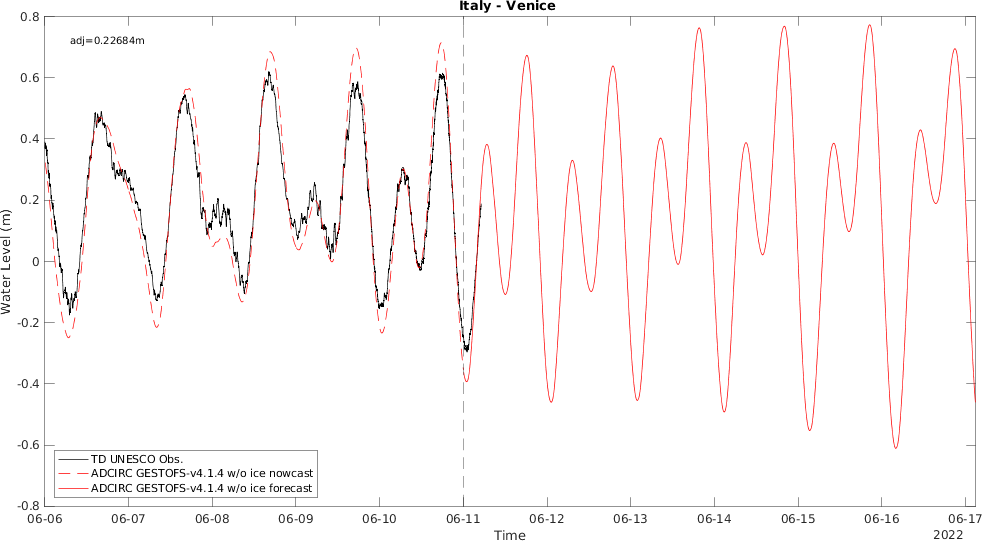 Italy - Venice
adj=0.22684m
0.8
0.6
0.4
0.2
0
-0.2
-0.4
-0.6
-0.8
Water Level (m)
TD UNESCO Obs.
ADCIRC GESTOFS-v4.1.4 w/o ice nowcast
ADCIRC GESTOFS-v4.1.4 w/o ice forecast
06-06 06-07 06-08 06-09 06-10 06-11 06-12 06-13 06-14 06-15 06-16 06-17
Time
2022